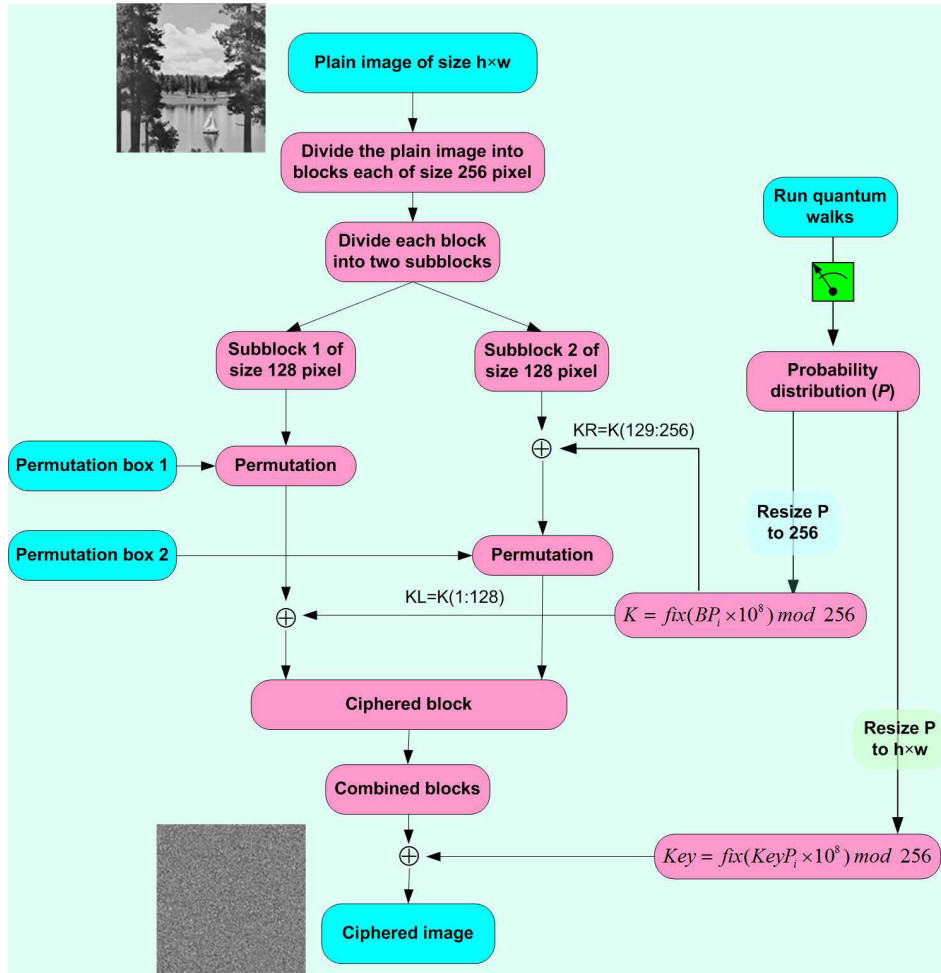 Plain image of size h×w
Divide the plain image into
blocks each of size 256 pixel
Run quantum
walks
Divide each block
into two subblocks
Subblock 1 of
size 128 pixel
Subblock 2 of
size 128 pixel
Probability
distribution (P)
KR=K(129:256)
Permutation box 1
Permutation
Resize P
to 256
Permutation box 2
Permutation
KL=K(1:128)
K = fix(BP_i × 10^8) mod 256
Ciphered block
Resize P
to h×w
Combined blocks
Key = fix(KeyP_i × 10^8) mod 256
Ciphered image